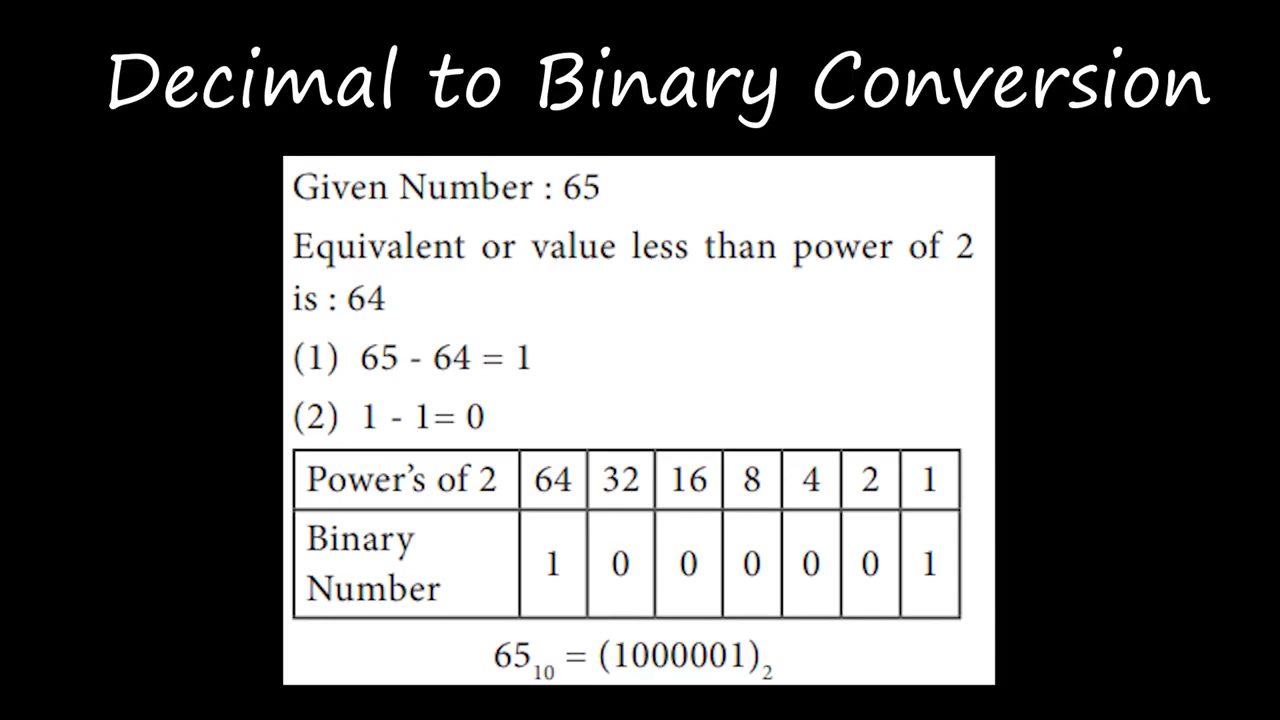 Decimal to Binary Conversion
Given Number : 65
Equivalent or value less than power of 2
is : 64
(1) 65 - 64 = 1
(2) 1 - 1= 0
Power’s of 2 64 32 16 8 4 2 1
Binary
Number 1 0 0 0 0 0 1
65₁₀ = (1000001)₂